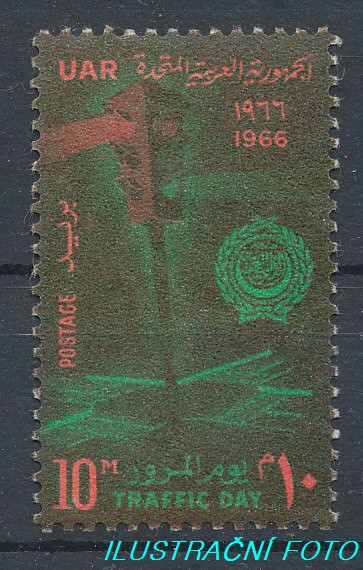 UAR الجمهورية العربية المتحدة
١٩٦٦
1966
POSTAGE بريد
10M يوم المرور ١٠م
TRAFFIC DAY
ILUSTRAČNÍ FOTO